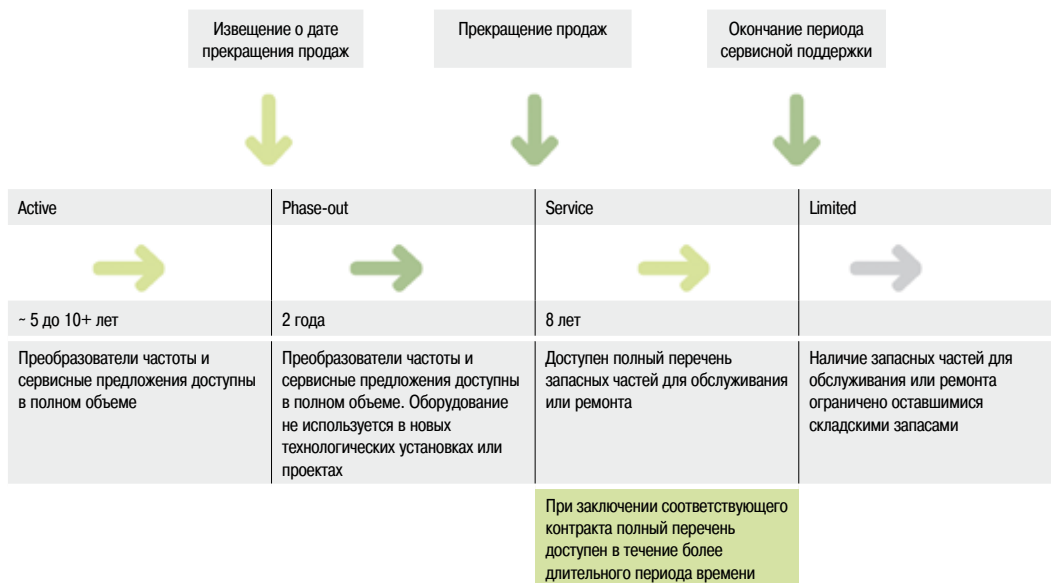 Извещение о дате
прекращения продаж
Прекращение продаж
Окончание периода
сервисной поддержки
Active
Phase-out
Service
Limited
~ 5 до 10+ лет
2 года
8 лет
Преобразователи частоты и
сервисные предложения доступны
в полном объеме
Преобразователи частоты и
сервисные предложения доступны
в полном объеме. Оборудование
не используется в новых
технологических установках или
проектах
Доступен полный перечень
запасных частей для обслуживания
или ремонта
Наличие запасных частей для
обслуживания или ремонта
ограничено оставшимися
складскими запасами
При заключении соответствующего
контракта полный перечень
доступен в течение более
длительного периода времени